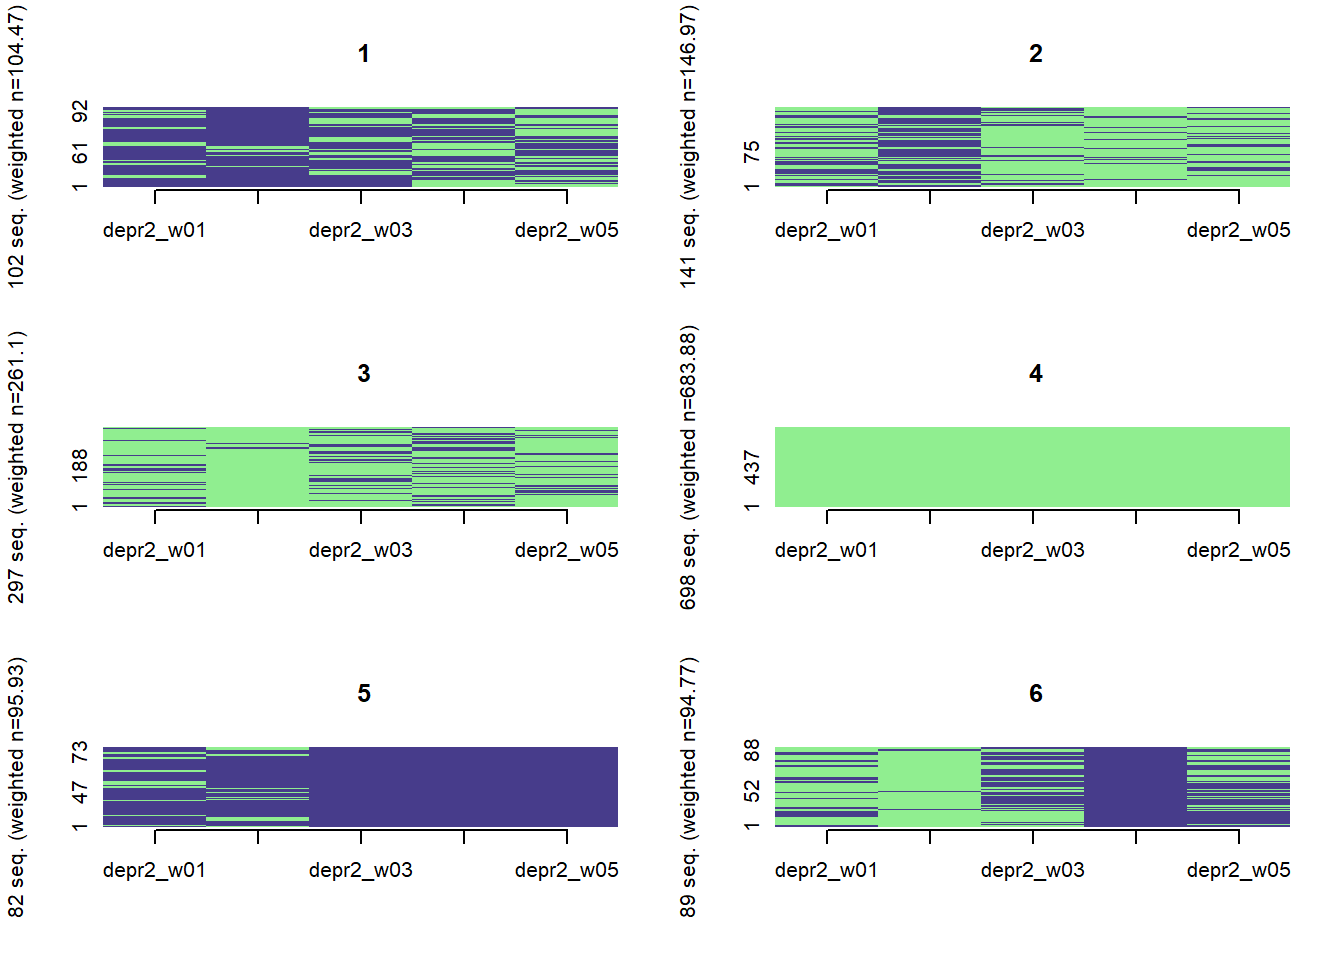 1
102 seq. (weighted n=104.47)
1 61 92
depr2_w01 depr2_w03 depr2_w05
2
141 seq. (weighted n=146.97)
1 75
depr2_w01 depr2_w03 depr2_w05
3
297 seq. (weighted n=261.1)
1 188
depr2_w01 depr2_w03 depr2_w05
4
698 seq. (weighted n=683.88)
1 437
depr2_w01 depr2_w03 depr2_w05
5
82 seq. (weighted n=95.93)
1 47 73
depr2_w01 depr2_w03 depr2_w05
6
89 seq. (weighted n=94.77)
1 52 88
depr2_w01 depr2_w03 depr2_w05